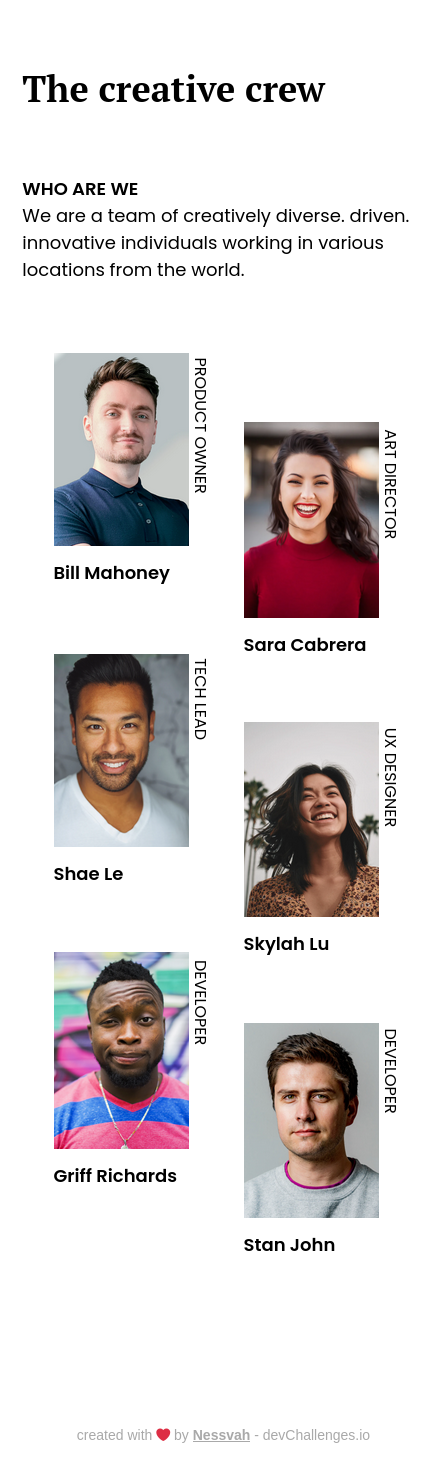 The creative crew
WHO ARE WE
We are a team of creatively diverse. driven.
innovative individuals working in various
locations from the world.
PRODUCT OWNER
Bill Mahoney
ART DIRECTOR
Sara Cabrera
TECH LEAD
Shae Le
UX DESIGNER
Skylah Lu
DEVELOPER
Griff Richards
DEVELOPER
Stan John
created with ❤ by Nessvah - devChallenges.io